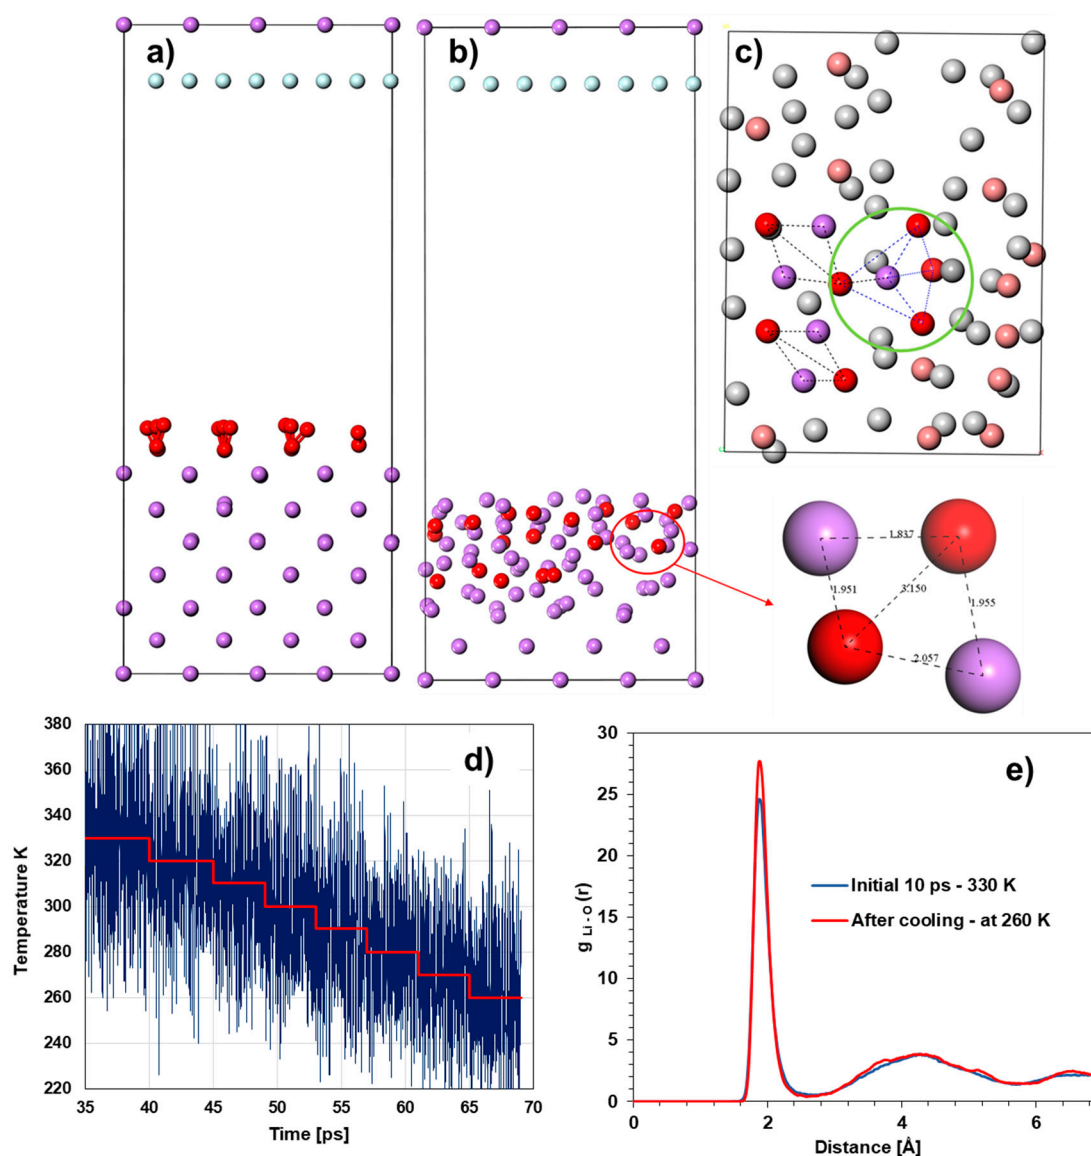 a)
b)
c)
1.837
1.951
3.150
1.955
2.057
d)
Temperature K
380
360
340
320
300
280
260
240
220
35 40 45 50 55 60 65 70
Time [ps]
e)
g Li - O (r)
30
25
20
15
10
5
0
Initial 10 ps - 330 K
After cooling - at 260 K
0 2 4 6
Distance [Å]